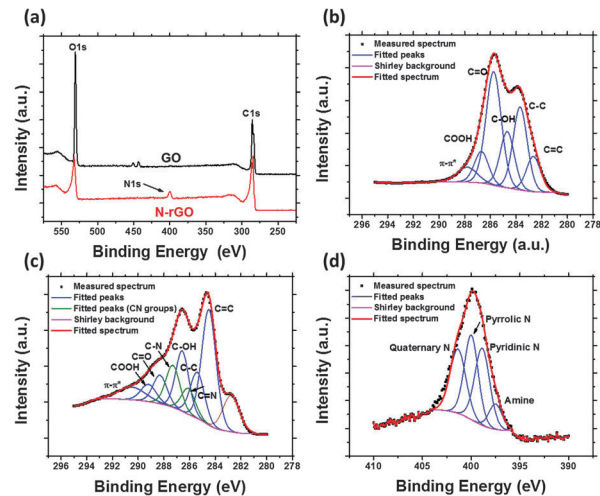 (a)
O1s
C1s
GO
N1s
N-rGO
Intensity (a.u.)
550 500 450 400 350 300 250
Binding Energy (eV)
(b)
Measured spectrum
Fitted peaks
Shirley background
Fitted spectrum
C=O
C-C
C-OH
COOH
C=C
π-π*
Intensity (a.u.)
296 294 292 290 288 286 284 282 280
Binding Energy (a.u.)
(c)
Measured spectrum
Fitted peaks
Fitted peaks (CN groups)
Shirley background
Fitted spectrum
C=C
C-N
C-OH
C=O
COOH
C-C
π-π*
C=N
Intensity (a.u.)
296 294 292 290 288 286 284 282 280 278
Binding Energy (eV)
(d)
Measured spectrum
Fitted peaks
Shirley background
Fitted spectrum
Pyrrolic N
Quaternary N
Pyridinic N
Amine
Intensity (a.u.)
410 405 400 395 390
Binding Energy (eV)